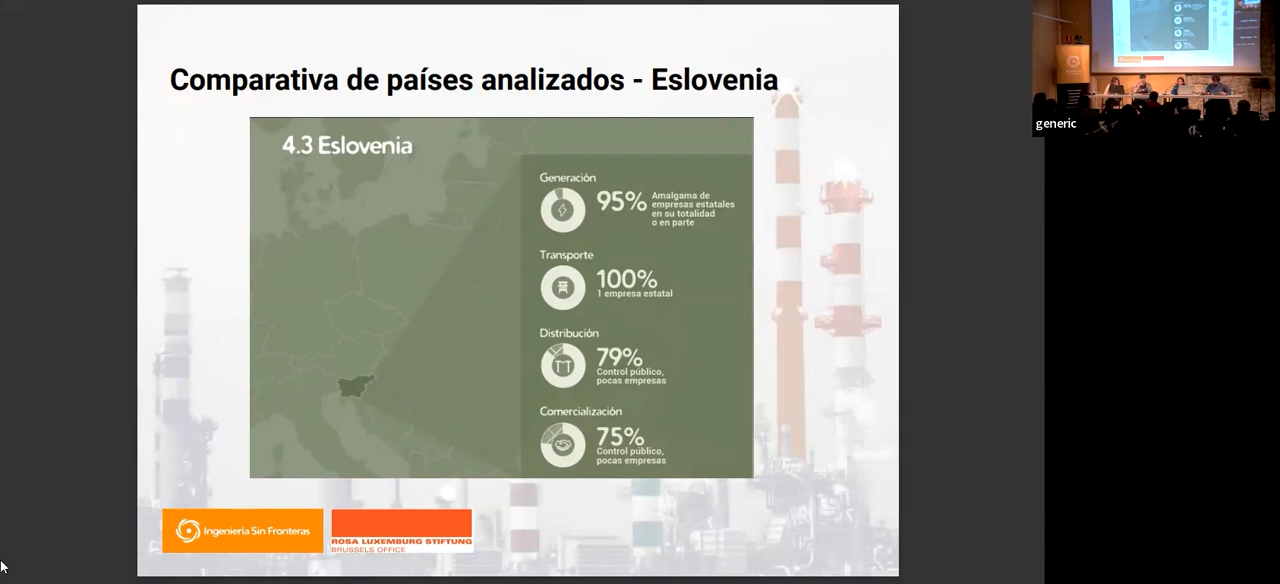 Comparativa de países analizados - Eslovenia
4.3 Eslovenia
Generación
95%
Amalgama de
empresas estatales
en su totalidad
o en parte
Transporte
100%
1 empresa estatal
Distribución
79%
Control público,
pocas empresas
Comercialización
75%
Control público,
pocas empresas
Ingeniería Sin Fronteras
ROSA LUXEMBURG STIFTUNG
BRUSSELS OFFICE
generic